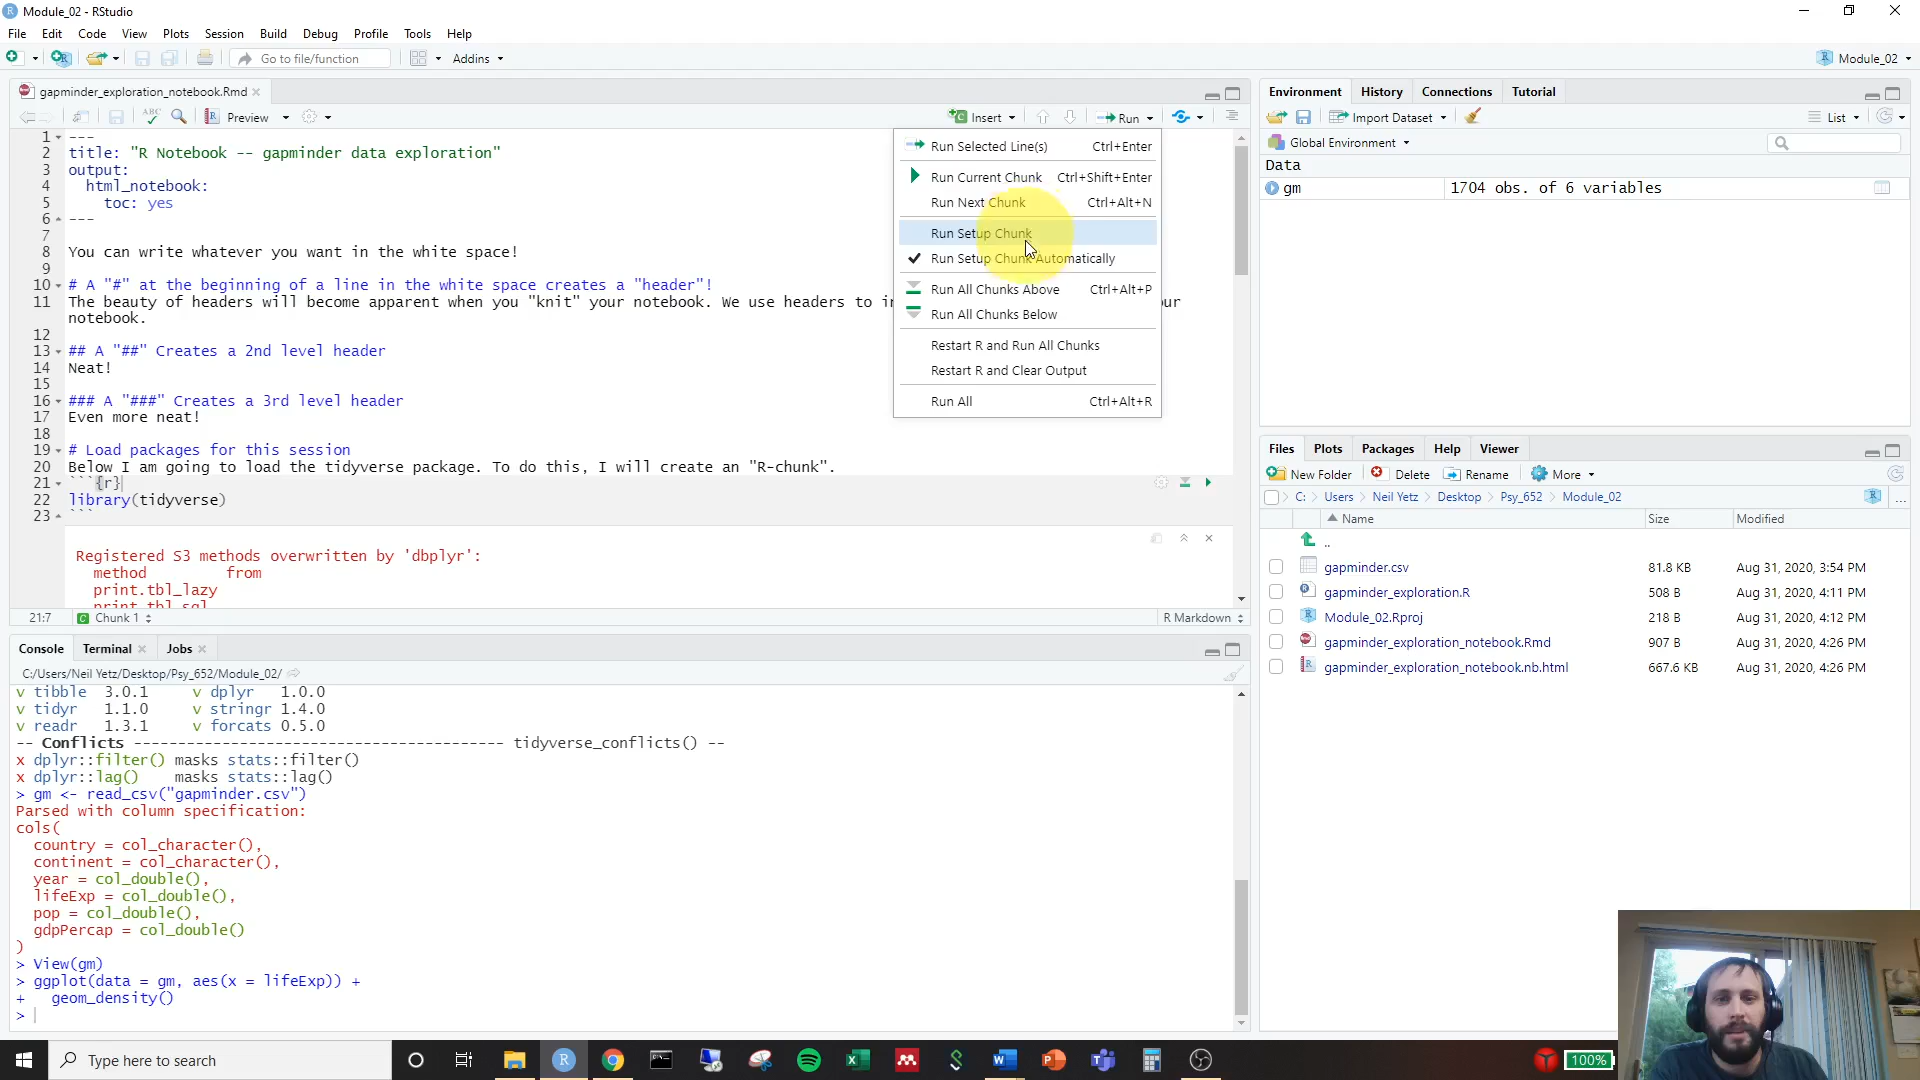 Module_02 - RStudio
File Edit Code View Plots Session Build Debug Profile Tools Help
Go to file/function Addins Module_02
gapminder_exploration_notebook.Rmd
ABC Preview Insert Run
1 ---
2 title: "R Notebook -- gapminder data exploration"
3 output:
4 html_notebook:
5 toc: yes
6 ---
7
8 You can write whatever you want in the white space!
9
10 # A "#" at the beginning of a line in the white space creates a "header"!
11 The beauty of headers will become apparent when you "knit" your notebook. We use headers to ur
notebook.
12
13 ## A "##" Creates a 2nd level header
14 Neat!
15
16 ### A "###" Creates a 3rd level header
17 Even more neat!
18
19 # Load packages for this session
20 Below I am going to load the tidyverse package. To do this, I will create an "R-chunk".
21 ```{r}
22 library(tidyverse)
23 ```
Registered S3 methods overwritten by 'dbplyr':
method from
print.tbl_lazy
print.tbl_sql
21:7 Chunk 1 R Markdown
Run Selected Line(s) Ctrl+Enter
Run Current Chunk Ctrl+Shift+Enter
Run Next Chunk Ctrl+Alt+N
Run Setup Chunk
Run Setup Chunk Automatically
Run All Chunks Above Ctrl+Alt+P
Run All Chunks Below
Restart R and Run All Chunks
Restart R and Clear Output
Run All Ctrl+Alt+R
Console Terminal Jobs
C:/Users/Neil Yetz/Desktop/Psy_652/Module_02/
v tibble 3.0.1 v dplyr 1.0.0
v tidyr 1.1.0 v stringr 1.4.0
v readr 1.3.1 v forcats 0.5.0
-- Conflicts ------------------------------------------ tidyverse_conflicts() --
x dplyr::filter() masks stats::filter()
x dplyr::lag() masks stats::lag()
> gm <- read_csv("gapminder.csv")
Parsed with column specification:
cols(
country = col_character(),
continent = col_character(),
year = col_double(),
lifeExp = col_double(),
pop = col_double(),
gdpPercap = col_double()
)
> View(gm)
> ggplot(data = gm, aes(x = lifeExp)) +
+ geom_density()
>
Environment History Connections Tutorial
Import Dataset List
Global Environment
Data
gm 1704 obs. of 6 variables
Files Plots Packages Help Viewer
New Folder Delete Rename More
C: Users Neil Yetz Desktop Psy_652 Module_02 ...
Name Size Modified
..
gapminder.csv 81.8 KB Aug 31, 2020, 3:54 PM
gapminder_exploration.R 508 B Aug 31, 2020, 4:11 PM
Module_02.Rproj 218 B Aug 31, 2020, 4:12 PM
gapminder_exploration_notebook.Rmd 907 B Aug 31, 2020, 4:26 PM
gapminder_exploration_notebook.nb.html 667.6 KB Aug 31, 2020, 4:26 PM
Type here to search
100%